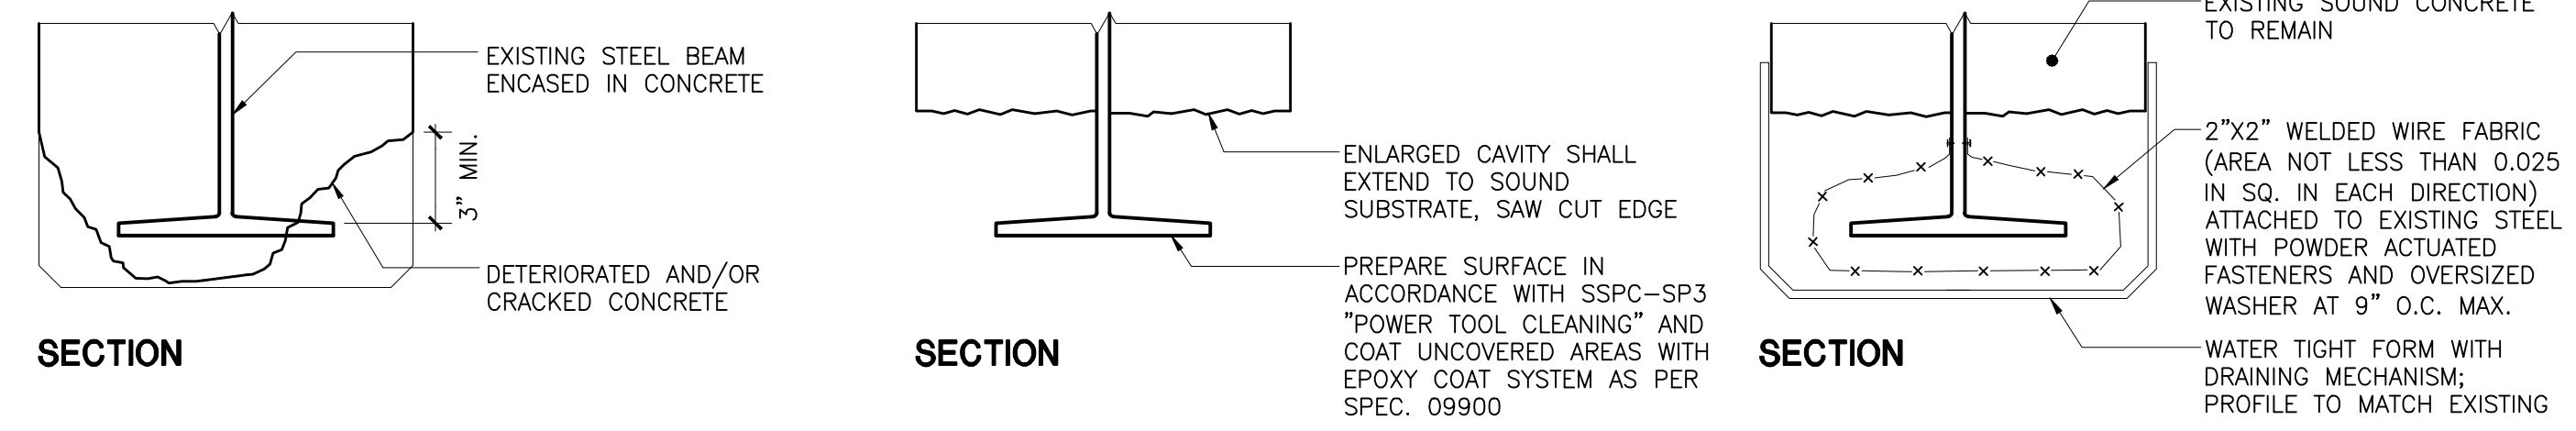 EXISTING STEEL BEAM
ENCASED IN CONCRETE
3" MIN.
DETERIORATED AND/OR
CRACKED CONCRETE
SECTION
ENLARGED CAVITY SHALL
EXTEND TO SOUND
SUBSTRATE, SAW CUT EDGE
PREPARE SURFACE IN
ACCORDANCE WITH SSPC-SP3
"POWER TOOL CLEANING" AND
COAT UNCOVERED AREAS WITH
EPOXY COAT SYSTEM AS PER
SPEC. 09900
SECTION
EXISTING SOUND CONCRETE
TO REMAIN
2"X2" WELDED WIRE FABRIC
(AREA NOT LESS THAN 0.025
IN SQ. IN EACH DIRECTION)
ATTACHED TO EXISTING STEEL
WITH POWDER ACTUATED
FASTENERS AND OVERSIZED
WASHER AT 9" O.C. MAX.
WATER TIGHT FORM WITH
DRAINING MECHANISM;
PROFILE TO MATCH EXISTING
SECTION